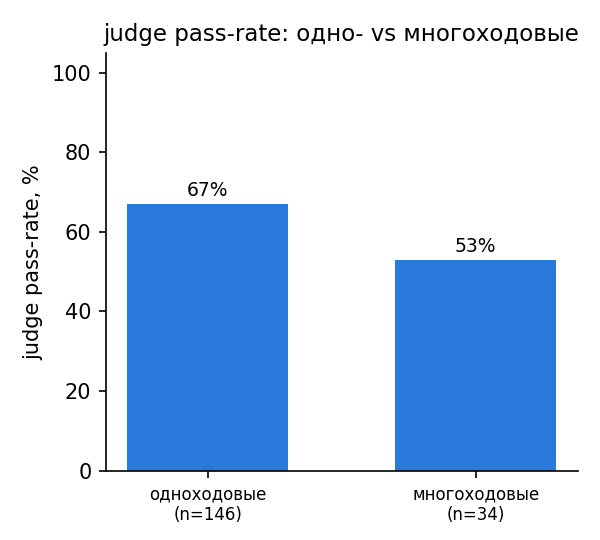 judge pass-rate: одно- vs многоходовые
judge pass-rate, %
100
80
60
40
20
0
67%
53%
одноходовые
(n=146)
многоходовые
(n=34)